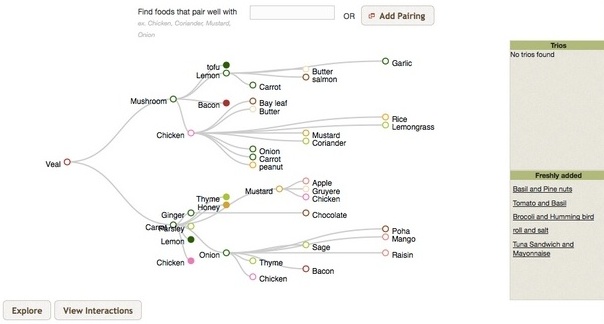 Find foods that pair well with
ex. Chicken, Coriander, Mustard,
Onion
OR
Add Pairing
Trios
No trios found
tofu
Lemon
Garlic
Butter
salmon
Carrot
Mushroom
Bacon
Bay leaf
Butter
Rice
Lemongrass
Chicken
Mustard
Coriander
Onion
Carrot
peanut
Veal
Freshly added
Basil and Pine nuts
Tomato and Basil
Brocoli and Humming bird
roll and salt
Tuna Sandwich and
Mayonnaise
Apple
Mustard
Gruyere
Chicken
Thyme
Honey
Ginger
Chocolate
Carrot
Parsley
Lemon
Poha
Mango
Sage
Onion
Raisin
Chicken
Thyme
Bacon
Chicken
Explore
View Interactions